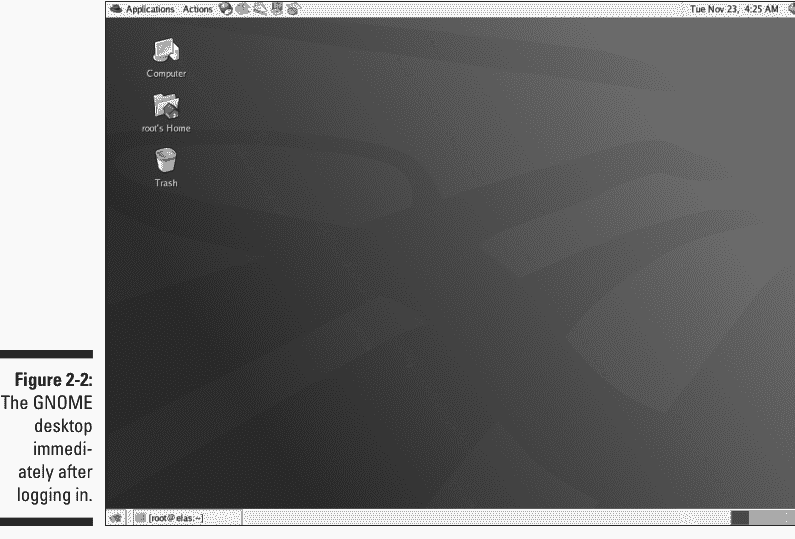 Applications Actions
Tue Nov 23, 4:25 AM
Computer
root's Home
Trash
Figure 2-2:
The GNOME
desktop
immedi-
ately after
logging in.
[root@elas:~]